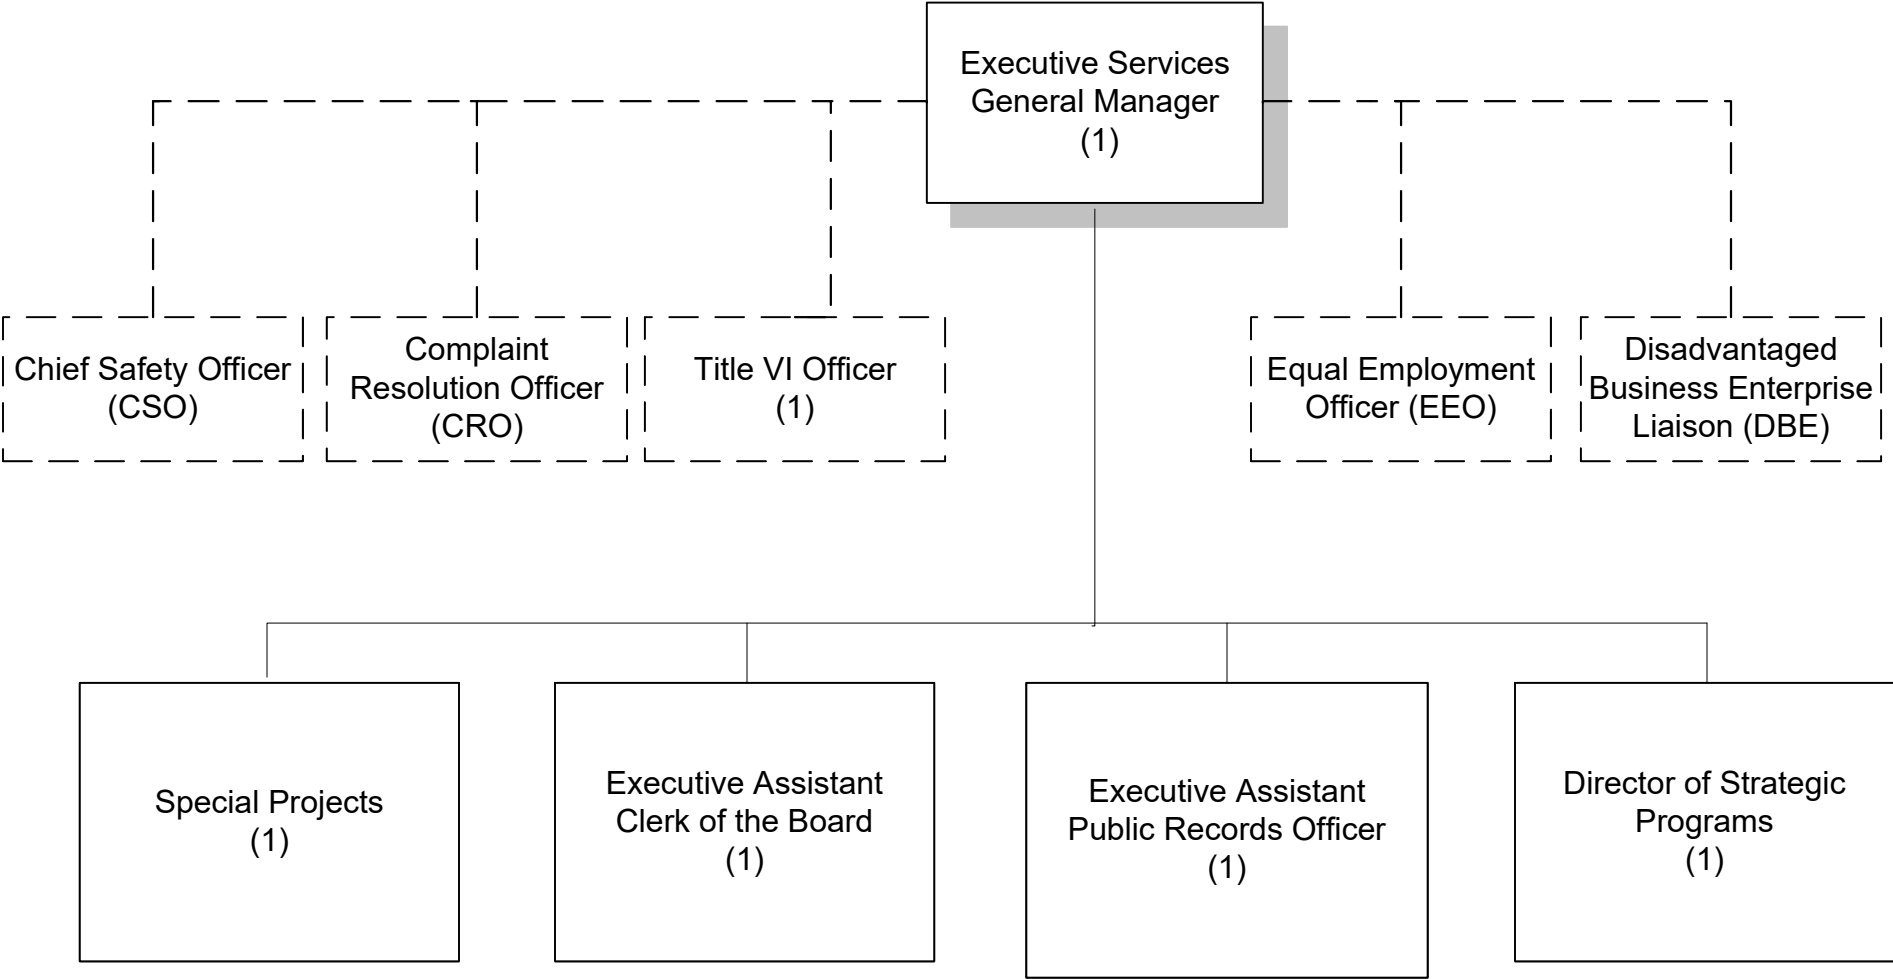 Executive Services
General Manager
(1)
Chief Safety Officer
(CSO)
Complaint
Resolution Officer
(CRO)
Title VI Officer
(1)
Equal Employment
Officer (EEO)
Disadvantaged
Business Enterprise
Liaison (DBE)
Special Projects
(1)
Executive Assistant
Clerk of the Board
(1)
Executive Assistant
Public Records Officer
(1)
Director of Strategic
Programs
(1)